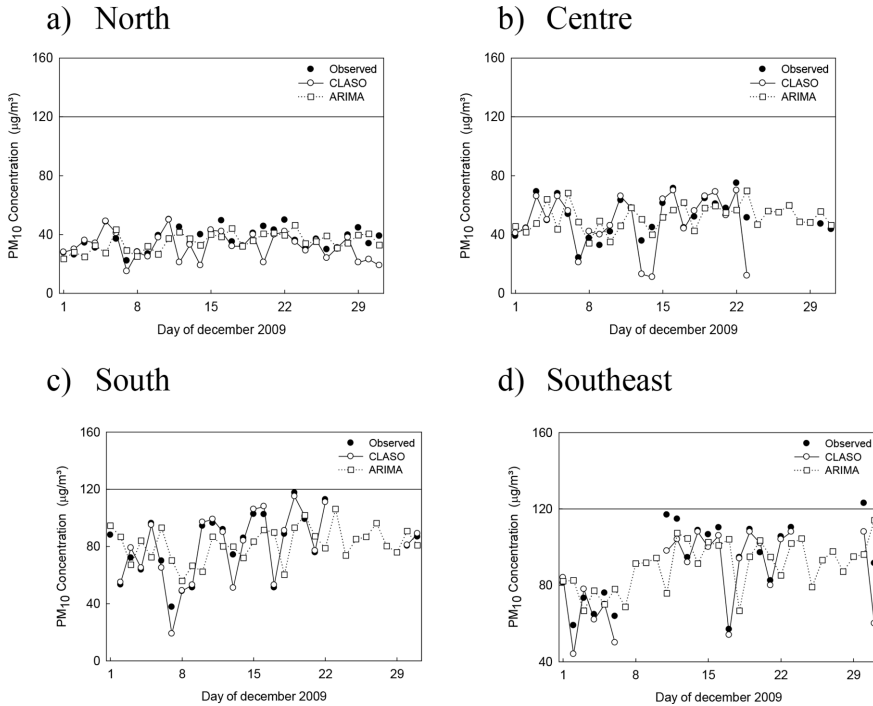 a) North
160
120
80
40
0
PM10 Concentration (µg/m³)
Observed
CLASO
ARIMA
1
8
15
22
29
Day of december 2009
b) Centre
160
120
80
40
0
PM10 Concentration (µg/m³)
Observed
CLASO
ARIMA
1
8
15
22
29
Day of december 2009
c) South
160
120
80
40
0
PM10 Concentration (µg/m³)
Observed
CLASO
ARIMA
1
8
15
22
29
Day of december 2009
d) Southeast
160
120
80
40
PM10 Concentration (µg/m³)
Observed
CLASO
ARIMA
1
8
15
22
29
Day of december 2009